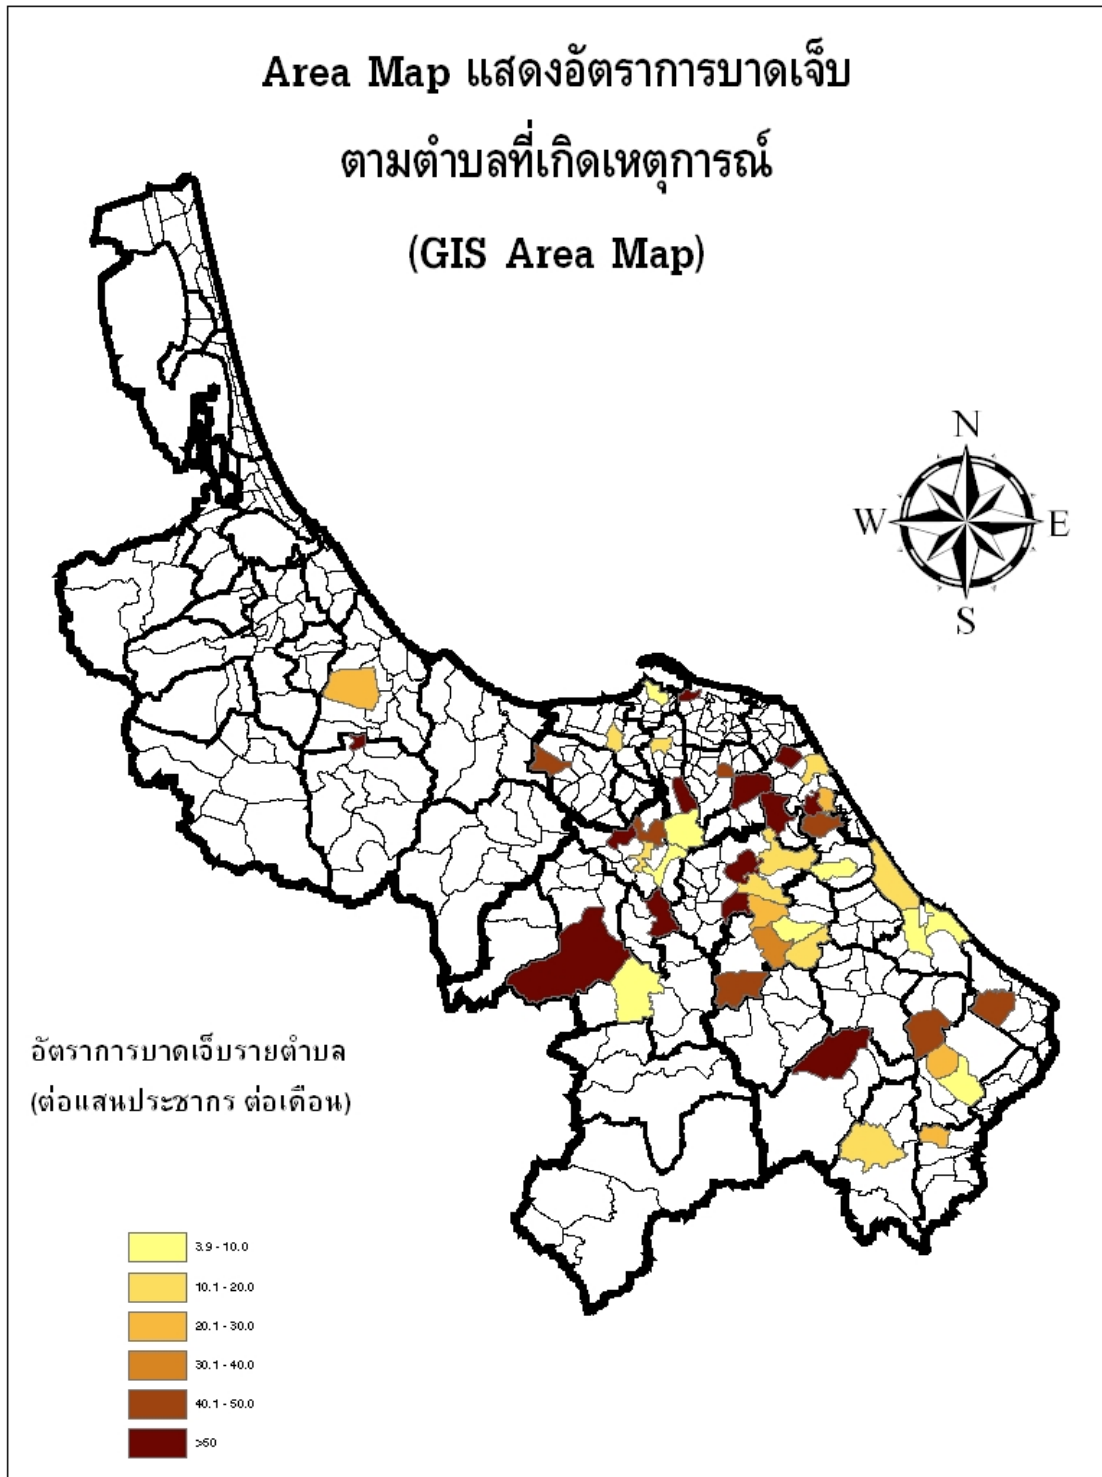 Area Map แสดงอัตราการบาดเจ็บ
ตามตำบลที่เกิดเหตุการณ์
(GIS Area Map)
N
W
E
S
อัตราการบาดเจ็บรายตำบล
(ต่อแสนประชากร ต่อเดือน)
3.9 - 10.0
10.1 - 20.0
20.1 - 30.0
30.1 - 40.0
40.1 - 50.0
>50